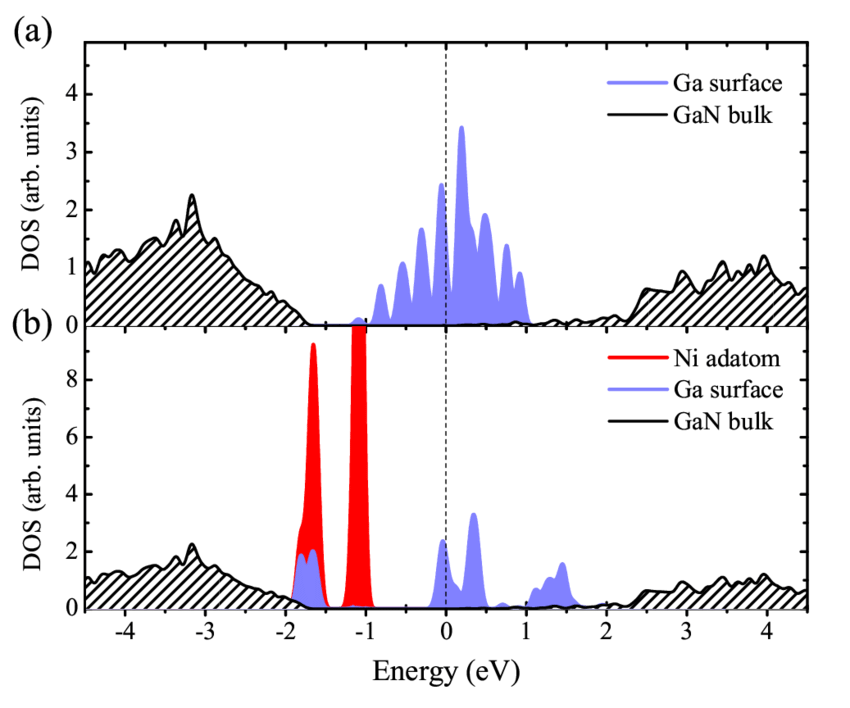 (a)
DOS (arb. units)
4
3
2
1
0
Ga surface
GaN bulk
(b)
DOS (arb. units)
8
6
4
2
0
Ni adatom
Ga surface
GaN bulk
-4 -3 -2 -1 0 1 2 3 4
Energy (eV)